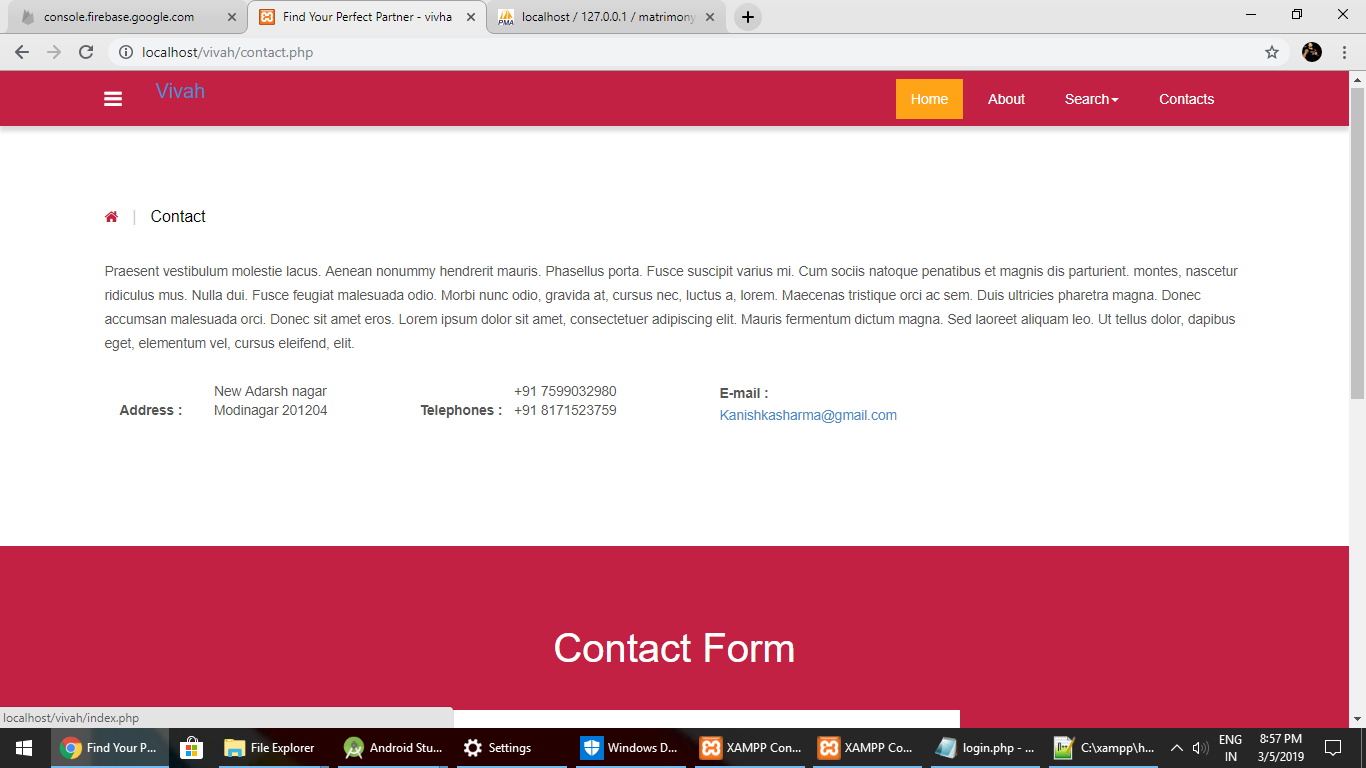 console.firebase.google.com
Find Your Perfect Partner - vivha
localhost / 127.0.0.1 / matrimony
localhost/vivah/contact.php
Vivah
Home
About
Search
Contacts
| Contact
Praesent vestibulum molestie lacus. Aenean nonummy hendrerit mauris. Phasellus porta. Fusce suscipit varius mi. Cum sociis natoque penatibus et magnis dis parturient. montes, nascetur
ridiculus mus. Nulla dui. Fusce feugiat malesuada odio. Morbi nunc odio, gravida at, cursus nec, luctus a, lorem. Maecenas tristique orci ac sem. Duis ultricies pharetra magna. Donec
accumsan malesuada orci. Donec sit amet eros. Lorem ipsum dolor sit amet, consectetuer adipiscing elit. Mauris fermentum dictum magna. Sed laoreet aliquam leo. Ut tellus dolor, dapibus
eget, elementum vel, cursus eleifend, elit.
Address :
New Adarsh nagar
Modinagar 201204
Telephones :
+91 7599032980
+91 8171523759
E-mail :
Kanishkasharma@gmail.com
Contact Form
localhost/vivah/index.php
Find Your P...
File Explorer
Android Stu...
Settings
Windows D...
XAMPP Con...
XAMPP Co...
login.php - ...
C:\xampp\h...
ENG
IN
8:57 PM
3/5/2019
PMA